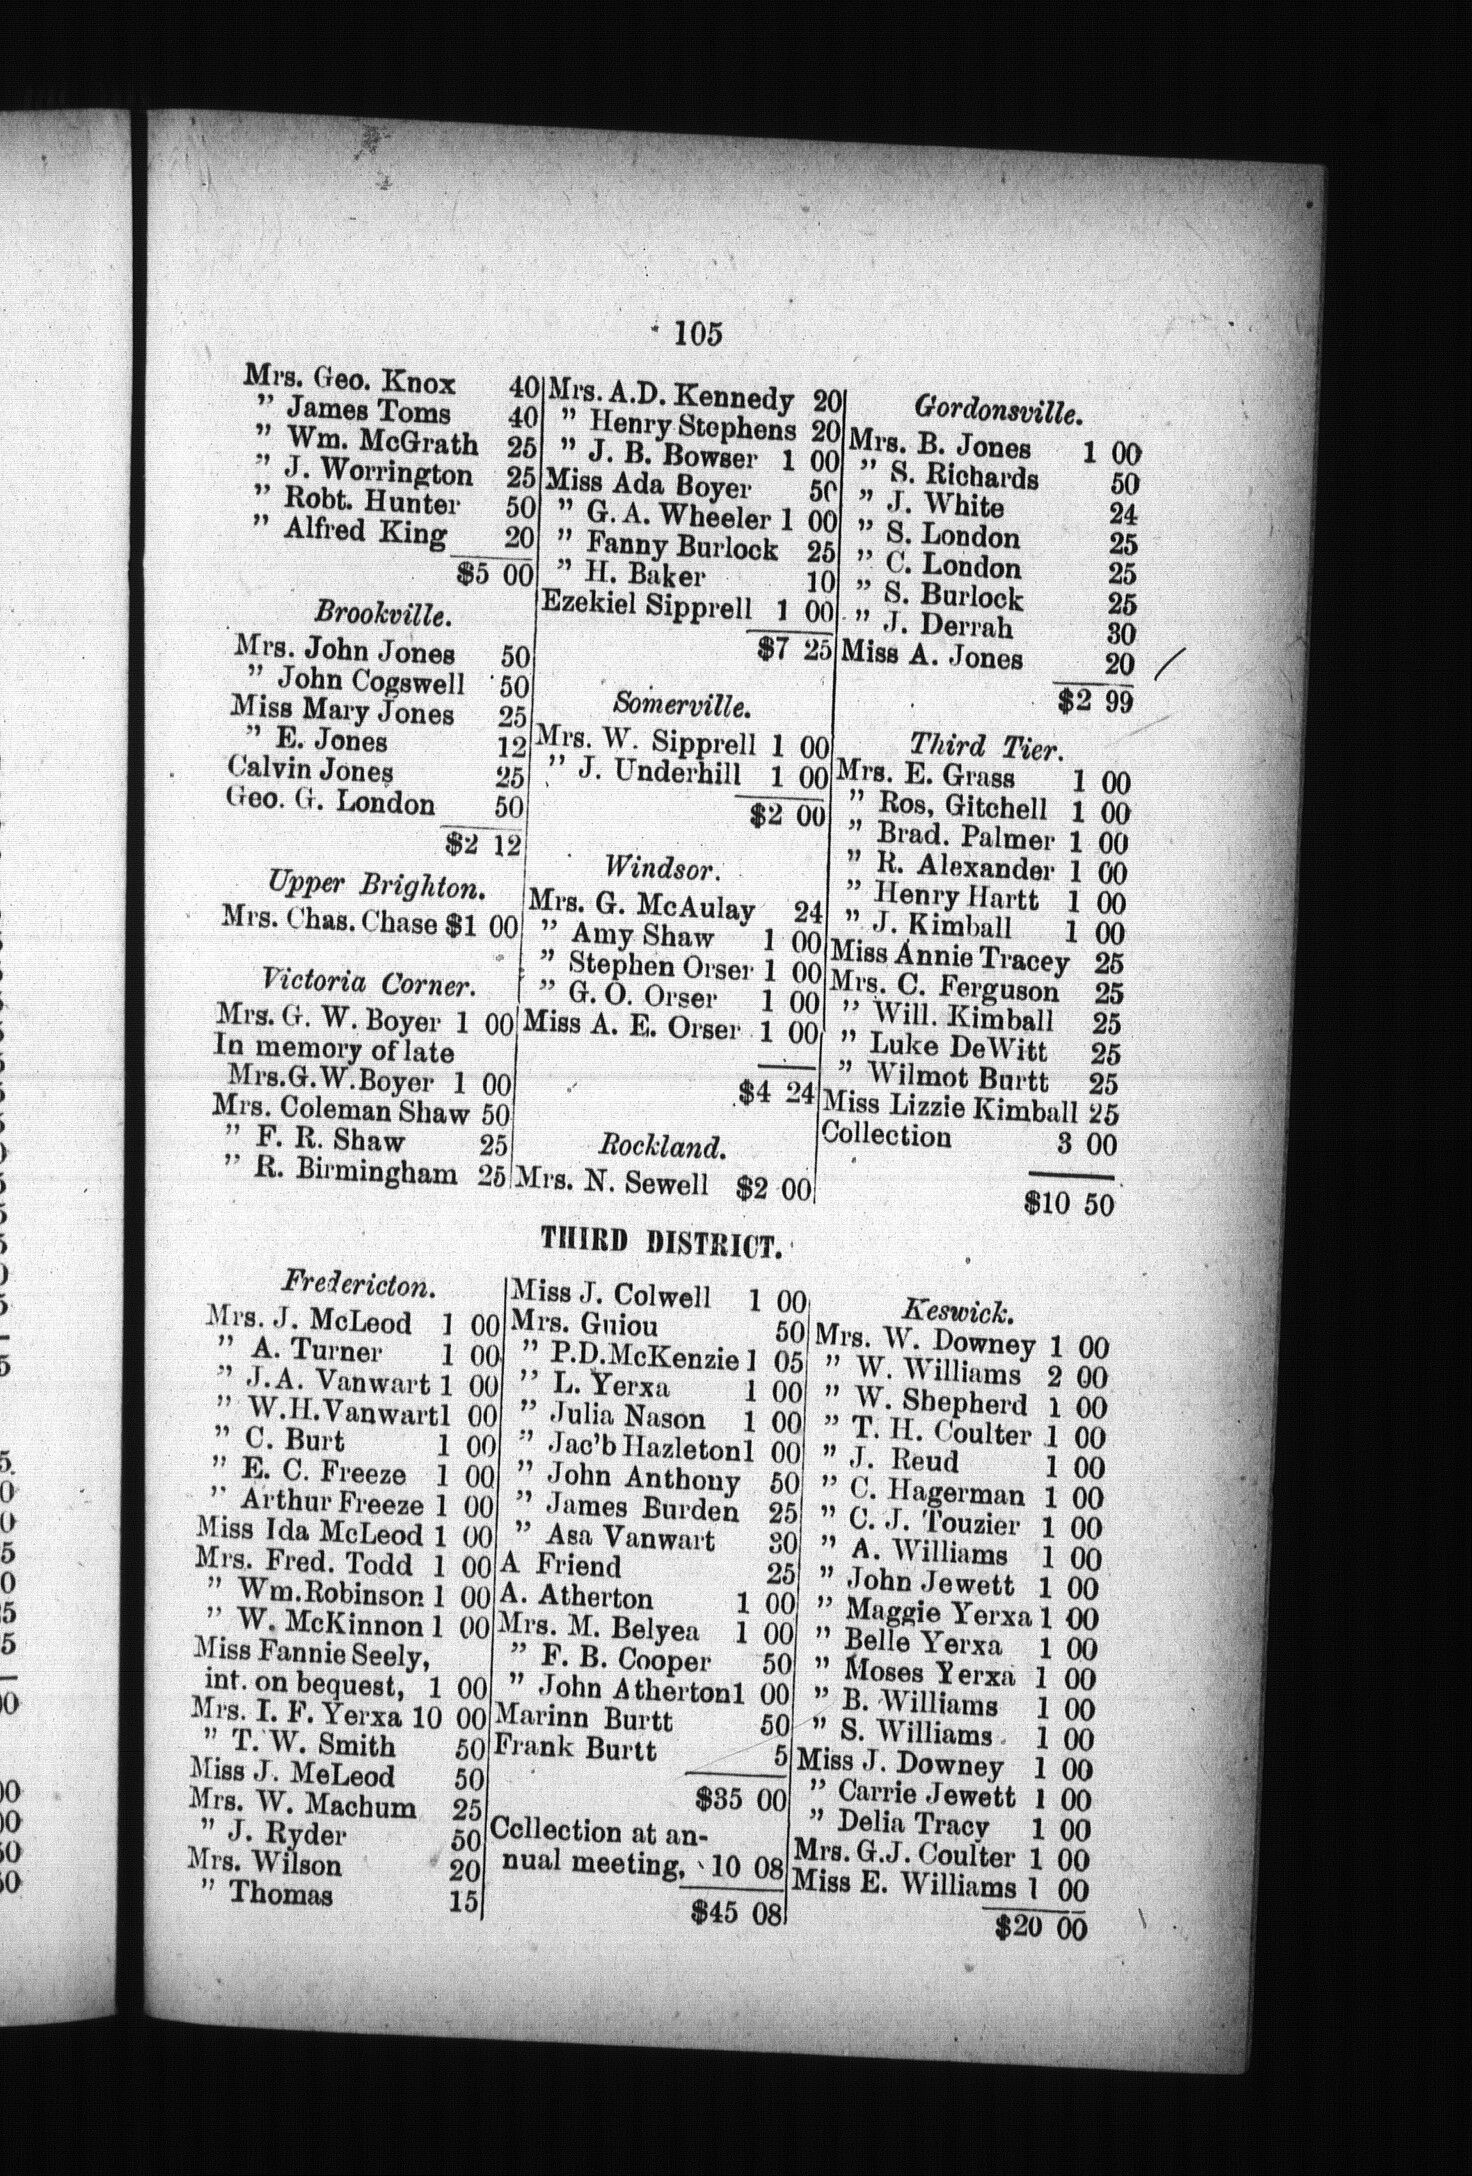 105
Mrs. Geo. Knox 40
” James Toms 40
” Wm. McGrath 25
” J. Worrington 25
” Robt. Hunter 50
” Alfred King 20
$5 00
Brookville.
Mrs. John Jones 50
” John Cogswell 50
Miss Mary Jones 25
” E. Jones 12
Calvin Jones 25
Geo. G. London 50
$2 12
Upper Brighton.
Mrs. Chas. Chase $1 00
Victoria Corner.
Mrs. G. W. Boyer 1 00
In memory of late
Mrs.G.W.Boyer 1 00
Mrs. Coleman Shaw 50
” F. R. Shaw 25
” R. Birmingham 25
Mrs. A.D. Kennedy 20
” Henry Stephens 20
” J. B. Bowser 1 00
Miss Ada Boyer 50
” G. A. Wheeler 1 00
” Fanny Burlock 25
” H. Baker 10
Ezekiel Sipprell 1 00
$7 25
Somerville.
Mrs. W. Sipprell 1 00
” J. Underhill 1 00
$2 00
Windsor.
Mrs. G. McAulay 24
” Amy Shaw 1 00
” Stephen Orser 1 00
” G. O. Orser 1 00
Miss A. E. Orser 1 00
$4 24
Rockland.
Mrs. N. Sewell $2 00
Gordonsville.
Mrs. B. Jones 1 00
” S. Richards 50
” J. White 24
” S. London 25
” C. London 25
” S. Burlock 25
” J. Derrah 30
Miss A. Jones 20
$2 99
Third Tier.
Mrs. E. Grass 1 00
” Ros, Gitchell 1 00
” Brad. Palmer 1 00
” R. Alexander 1 00
” Henry Hartt 1 00
” J. Kimball 1 00
Miss Annie Tracey 25
Mrs. C. Ferguson 25
” Will. Kimball 25
” Luke DeWitt 25
” Wilmot Burtt 25
Miss Lizzie Kimball 25
Collection 3 00
$10 50
THIRD DISTRICT.
Fredericton.
Mrs. J. McLeod 1 00
” A. Turner 1 00
” J.A. Vanwart 1 00
” W.H.Vanwart1 00
” C. Burt 1 00
” E. C. Freeze 1 00
” Arthur Freeze 1 00
Miss Ida McLeod 1 00
Mrs. Fred. Todd 1 00
” Wm.Robinson 1 00
” W. McKinnon 1 00
Miss Fannie Seely,
int. on bequest, 1 00
Mrs. I. F. Yerxa 10 00
” T. W. Smith 50
Miss J. MeLeod 50
Mrs. W. Machum 25
” J. Ryder 50
Mrs. Wilson 20
” Thomas 15
Miss J. Colwell 1 00
Mrs. Guiou 50
” P.D.McKenzie 1 05
” L. Yerxa 1 00
” Julia Nason 1 00
” Jac’b Hazleton1 00
” John Anthony 50
” James Burden 25
” Asa Vanwart 30
A Friend 25
A. Atherton 1 00
Mrs. M. Belyea 1 00
” F. B. Cooper 50
” John Atherton1 00
Marinn Burtt 50
Frank Burtt 5
$35 00
Collection at an-
nual meeting, 10 08
$45 08
Keswick.
Mrs. W. Downey 1 00
” W. Williams 2 00
” W. Shepherd 1 00
” T. H. Coulter 1 00
” J. Reud 1 00
” C. Hagerman 1 00
” C. J. Touzier 1 00
” A. Williams 1 00
” John Jewett 1 00
” Maggie Yerxa 1 00
” Belle Yerxa 1 00
” Moses Yerxa 1 00
” B. Williams 1 00
” S. Williams 1 00
Miss J. Downey 1 00
” Carrie Jewett 1 00
” Delia Tracy 1 00
Mrs. G.J. Coulter 1 00
Miss E. Williams 1 00
$20 00